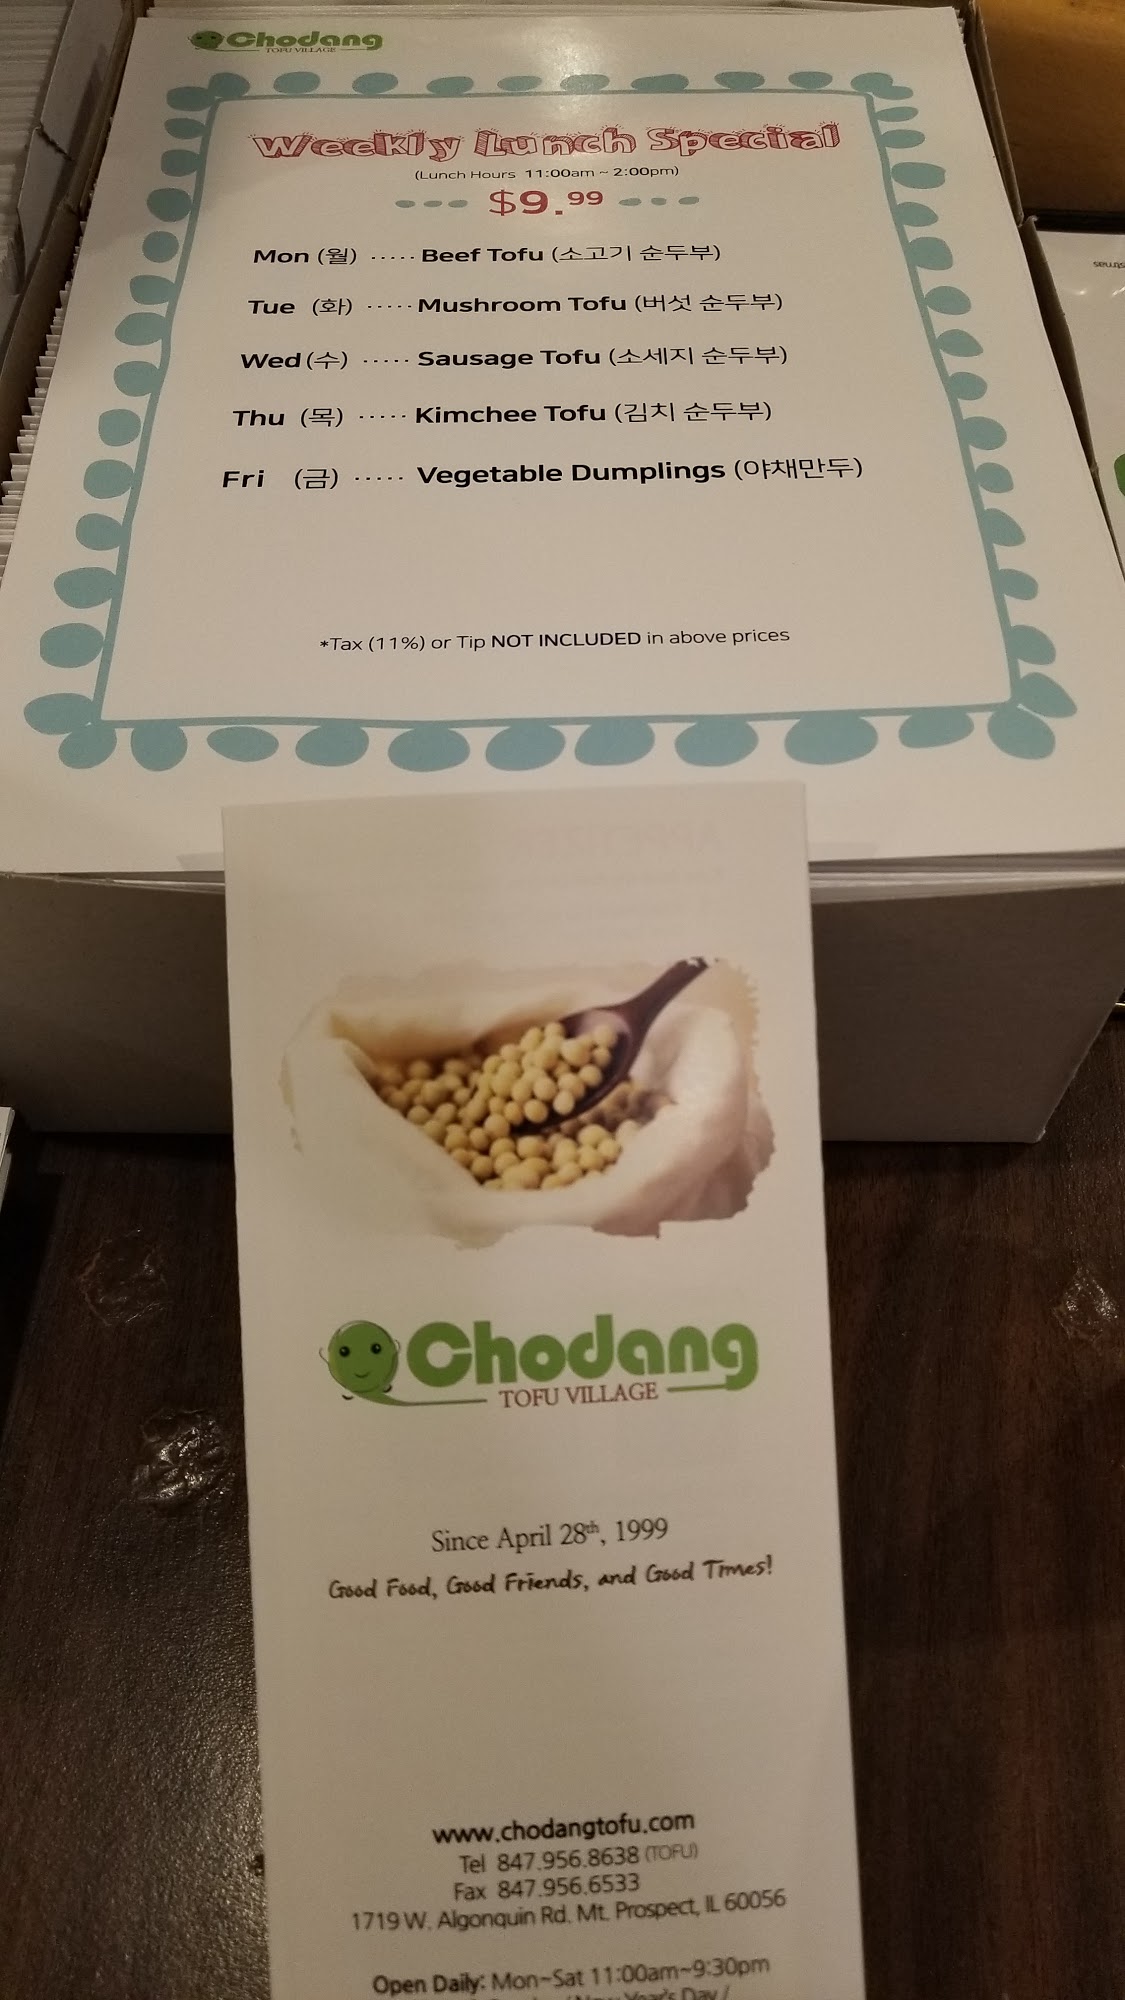 Chodang
TOFU VILLAGE
Weekly Lunch Special
(Lunch Hours 11:00am ~ 2:00pm)
$9.99
Mon (월) ..... Beef Tofu (소고기 순두부)
Tue (화) ..... Mushroom Tofu (버섯 순두부)
Wed (수) ..... Sausage Tofu (소세지 순두부)
Thu (목) ..... Kimchee Tofu (김치 순두부)
Fri (금) ..... Vegetable Dumplings (야채만두)
*Tax (11%) or Tip NOT INCLUDED in above prices
Chodang
TOFU VILLAGE
Since April 28th, 1999
Good Food, Good Friends, and Good Times!
www.chodangtofu.com
Tel 847.956.8638 (TOFU)
Fax 847.956.6533
1719 W. Algonquin Rd. Mt. Prospect, IL 60056
Open Daily: Mon~Sat 11:00am~9:30pm
New Year's Day /